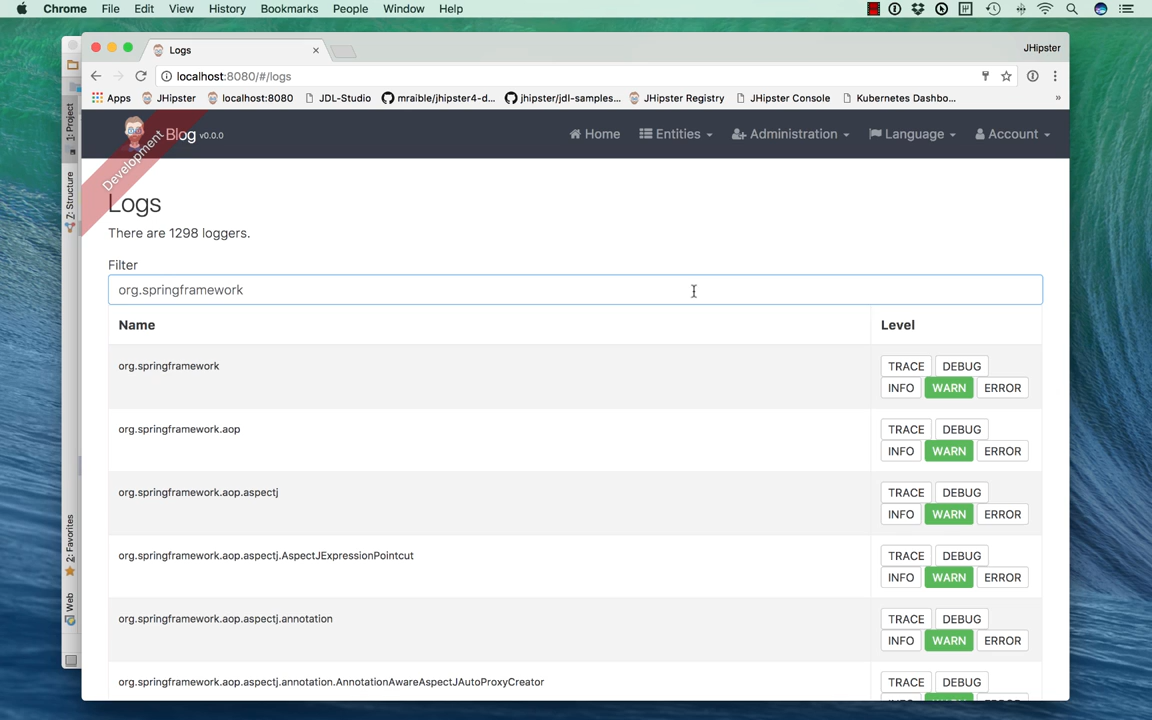 Chrome File Edit View History Bookmarks People Window Help
Logs
JHipster
localhost:8080/#/logs
Apps JHipster localhost:8080 JDL-Studio mraible/jhipster4-d... jhipster/jdl-samples... JHipster Registry JHipster Console Kubernetes Dashbo... »
Development
Blog v0.0.0 Home Entities Administration Language Account
1: Project
7: Structure
2: Favorites
Web
Logs
There are 1298 loggers.
Filter
org.springframework
Name Level
org.springframework TRACE DEBUG
INFO WARN ERROR
org.springframework.aop TRACE DEBUG
INFO WARN ERROR
org.springframework.aop.aspectj TRACE DEBUG
INFO WARN ERROR
org.springframework.aop.aspectj.AspectJExpressionPointcut TRACE DEBUG
INFO WARN ERROR
org.springframework.aop.aspectj.annotation TRACE DEBUG
INFO WARN ERROR
org.springframework.aop.aspectj.annotation.AnnotationAwareAspectJAutoProxyCreator TRACE DEBUG